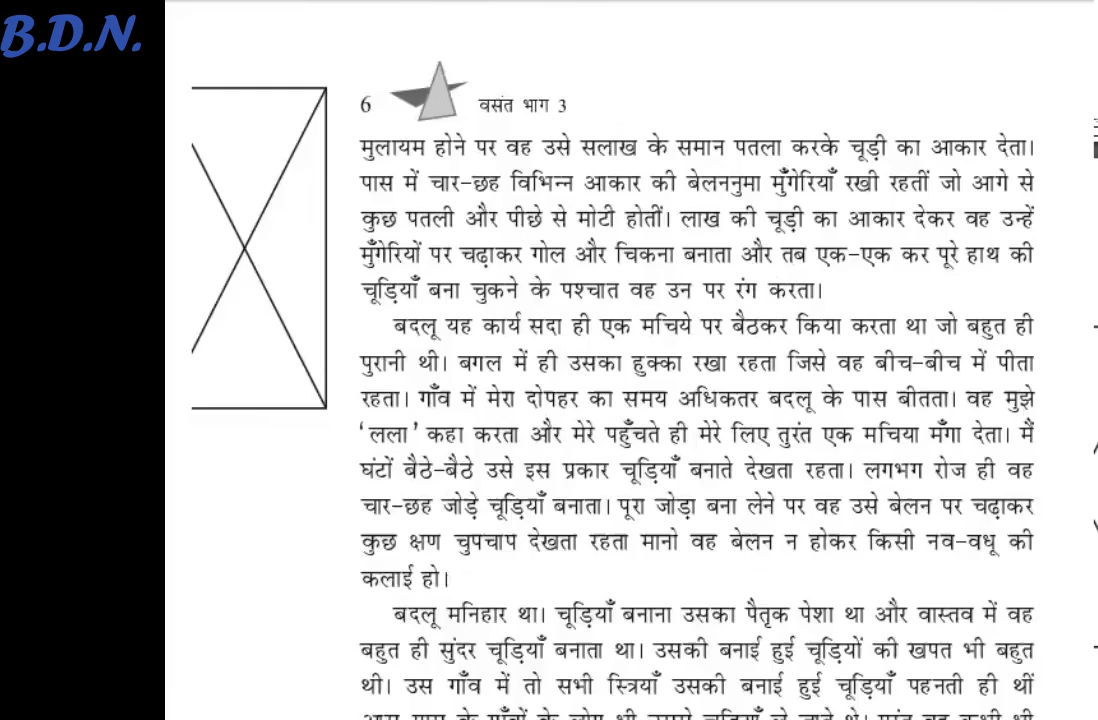 B.D.N.
6 वसंत भाग 3
मुलायम होने पर वह उसे सलाख के समान पतला करके चूड़ी का आकार देता।
पास में चार-छह विभिन्न आकार की बेलननुमा मुँगेरियाँ रखी रहतीं जो आगे से
कुछ पतली और पीछे से मोटी होतीं। लाख की चूड़ी का आकार देकर वह उन्हें
मुँगेरियों पर चढ़ाकर गोल और चिकना बनाता और तब एक-एक कर पूरे हाथ की
चूड़ियाँ बना चुकने के पश्चात वह उन पर रंग करता।
बदलू यह कार्य सदा ही एक मचिये पर बैठकर किया करता था जो बहुत ही
पुरानी थी। बगल में ही उसका हुक्का रखा रहता जिसे वह बीच-बीच में पीता
रहता। गाँव में मेरा दोपहर का समय अधिकतर बदलू के पास बीतता। वह मुझे
‘लला’ कहा करता और मेरे पहुँचते ही मेरे लिए तुरंत एक मचिया मँगा देता। मैं
घंटों बैठे-बैठे उसे इस प्रकार चूड़ियाँ बनाते देखता रहता। लगभग रोज ही वह
चार-छह जोड़े चूड़ियाँ बनाता। पूरा जोड़ा बना लेने पर वह उसे बेलन पर चढ़ाकर
कुछ क्षण चुपचाप देखता रहता मानो वह बेलन न होकर किसी नव-वधू की
कलाई हो।
बदलू मनिहार था। चूड़ियाँ बनाना उसका पैतृक पेशा था और वास्तव में वह
बहुत ही सुंदर चूड़ियाँ बनाता था। उसकी बनाई हुई चूड़ियों की खपत भी बहुत
थी। उस गाँव में तो सभी स्त्रियाँ उसकी बनाई हुई चूड़ियाँ पहनती ही थीं